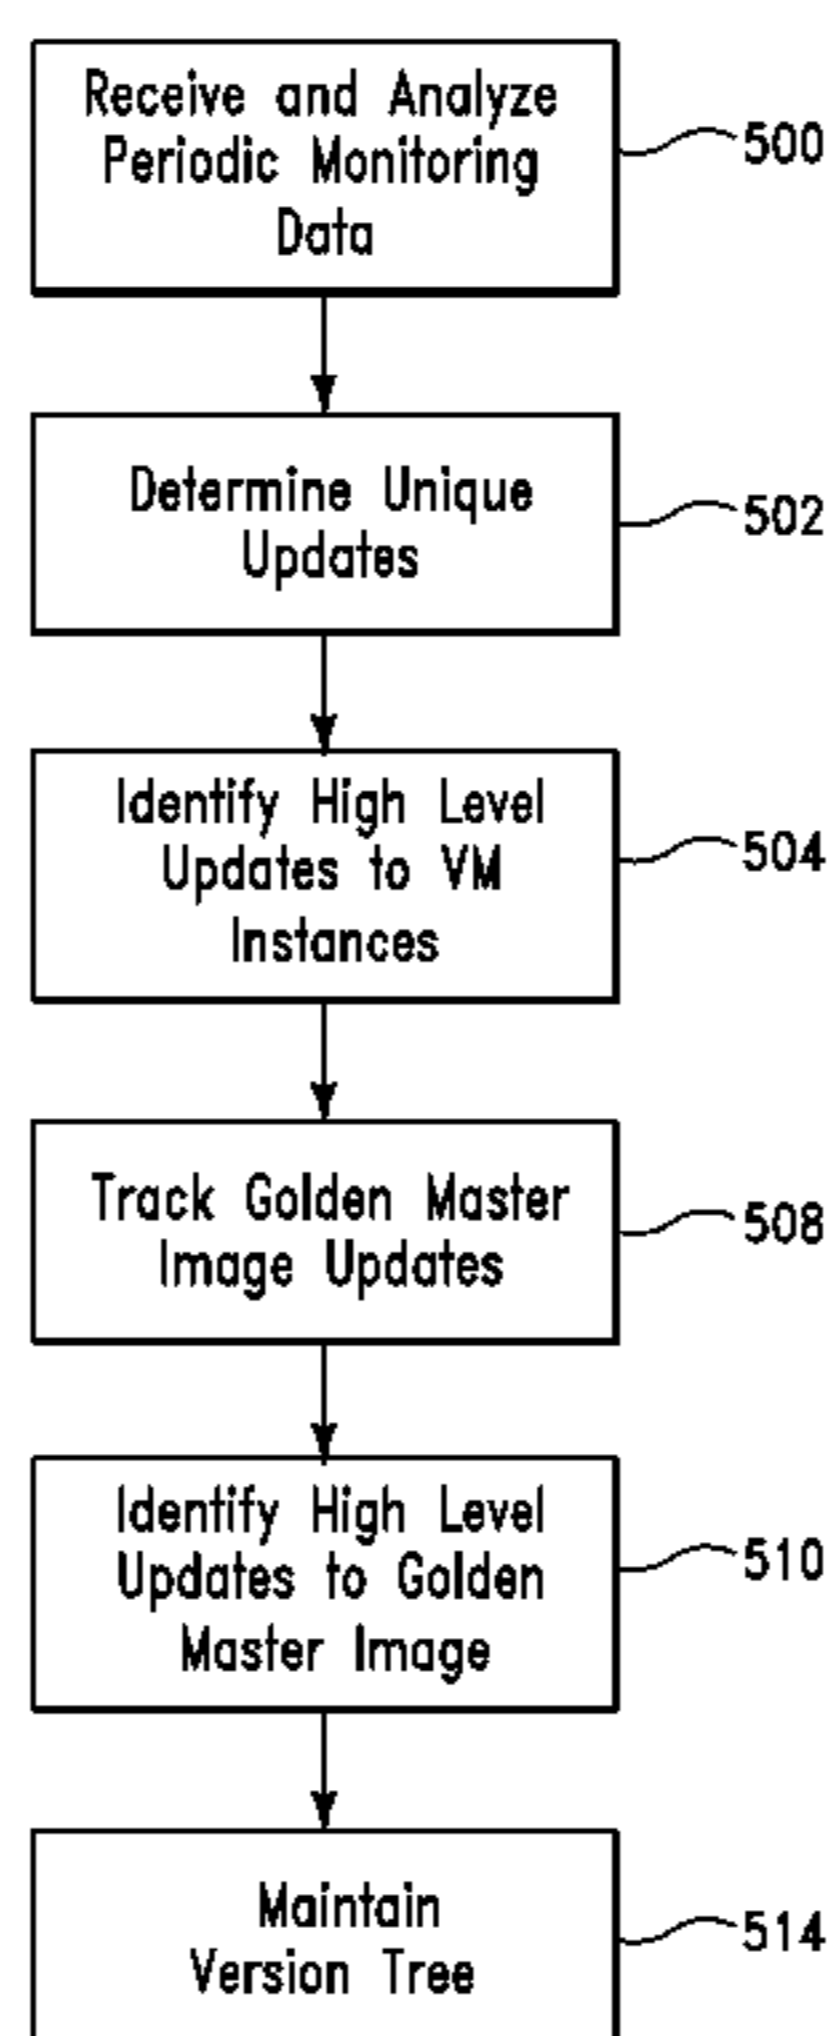 Receive and Analyze
Periodic Monitoring
Data
500
Determine Unique
Updates
502
Identify High Level
Updates to VM
Instances
504
Track Golden Master
Image Updates
508
Identify High Level
Updates to Golden
Master Image
510
Maintain
Version Tree
514